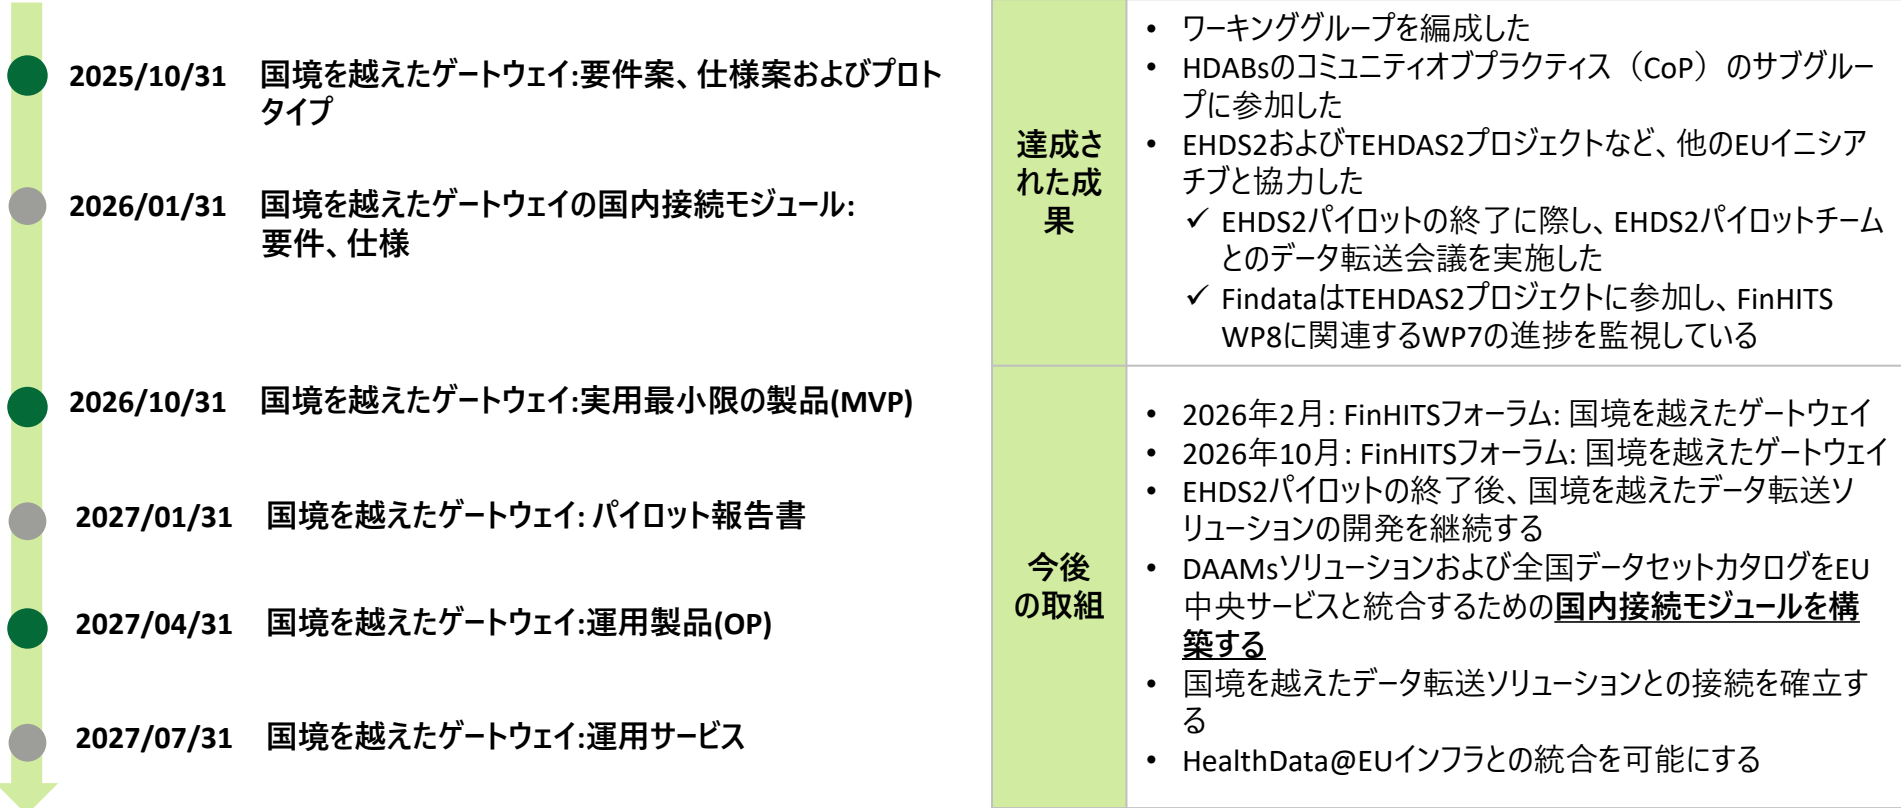 2025/10/31 国境を越えたゲートウェイ:要件案、仕様案およびプロト
タイプ
2026/01/31 国境を越えたゲートウェイの国内接続モジュール:
要件、仕様
2026/10/31 国境を越えたゲートウェイ:実用最小限の製品(MVP)
2027/01/31 国境を越えたゲートウェイ: パイロット報告書
2027/04/31 国境を越えたゲートウェイ:運用製品(OP)
2027/07/31 国境を越えたゲートウェイ:運用サービス
達成さ
れた成
果
• ワーキンググループを編成した
• HDABsのコミュニティオブプラクティス（CoP）のサブグルー
プに参加した
• EHDS2およびTEHDAS2プロジェクトなど、他のEUイニシア
チブと協力した
✓ EHDS2パイロットの終了に際し、EHDS2パイロットチーム
とのデータ転送会議を実施した
✓ FindataはTEHDAS2プロジェクトに参加し、FinHITS
WP8に関連するWP7の進捗を監視している
今後
の取組
• 2026年2月: FinHITSフォーラム: 国境を越えたゲートウェイ
• 2026年10月: FinHITSフォーラム: 国境を越えたゲートウェイ
• EHDS2パイロットの終了後、国境を越えたデータ転送ソ
リューションの開発を継続する
• DAAMsソリューションおよび全国データセットカタログをEU
中央サービスと統合するための国内接続モジュールを構
築する
• 国境を越えたデータ転送ソリューションとの接続を確立す
る
• HealthData@EUインフラとの統合を可能にする